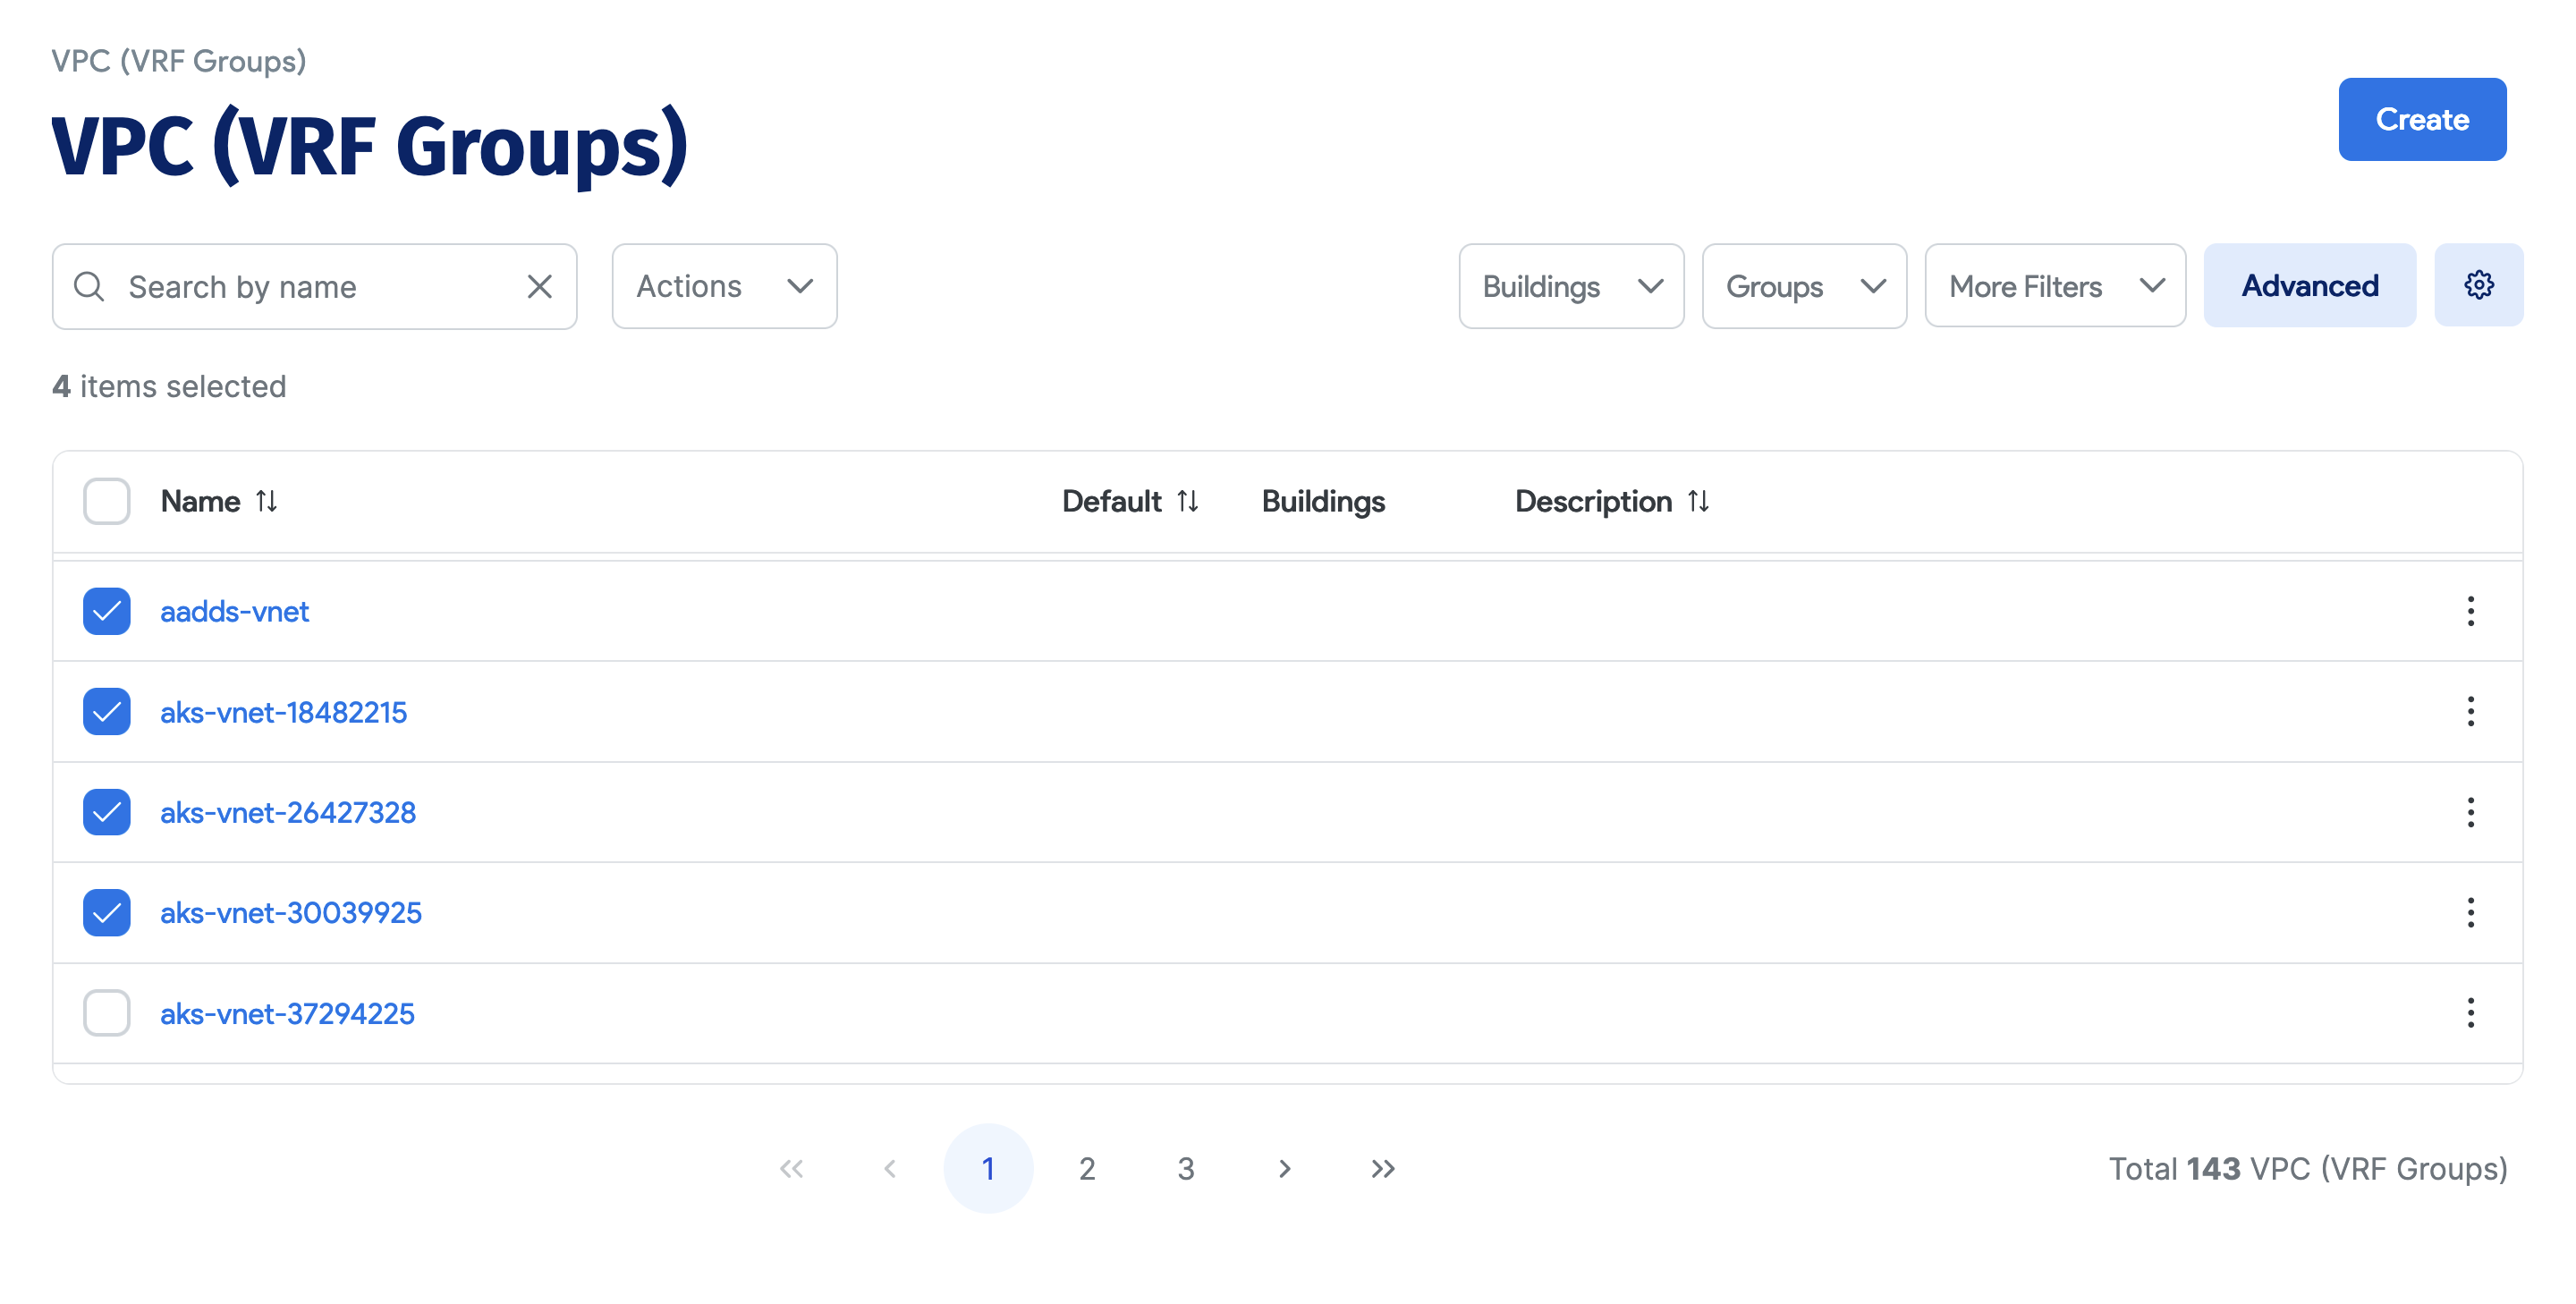 VPC (VRF Groups)
VPC (VRF Groups)
Create
Search by name
Actions
Buildings
Groups
More Filters
Advanced
4 items selected
Name
Default
Buildings
Description
aadds-vnet
aks-vnet-18482215
aks-vnet-26427328
aks-vnet-30039925
aks-vnet-37294225
1 2 3
Total 143 VPC (VRF Groups)